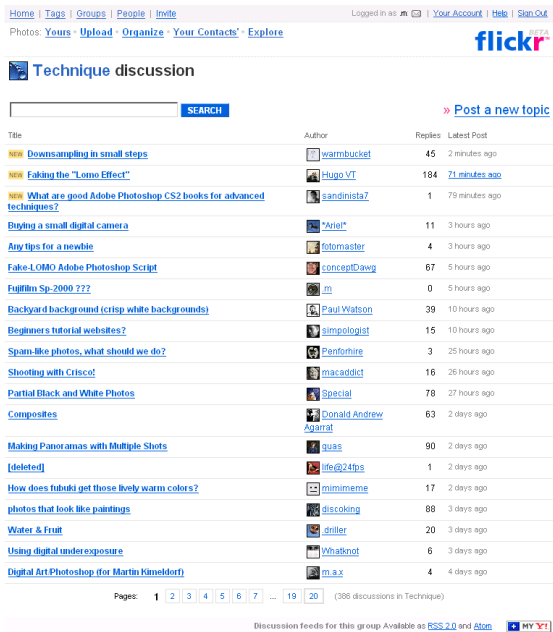 Home | Tags | Groups | People | Invite
Logged in as .m | Your Account | Help | Sign Out
Photos: Yours • Upload • Organize • Your Contacts' • Explore
flickr BETA
Technique discussion
SEARCH
» Post a new topic
Title Author Replies Latest Post
NEW Downsampling in small steps warmbucket 45 2 minutes ago
NEW Faking the "Lomo Effect" Hugo VT 184 71 minutes ago
NEW What are good Adobe Photoshop CS2 books for advanced sandinista7 1 79 minutes ago
techniques?
Buying a small digital camera *Ariel* 11 3 hours ago
Any tips for a newbie fotomaster 4 3 hours ago
Fake-LOMO Adobe Photoshop Script conceptDawg 67 5 hours ago
Fujifilm Sp-2000 ??? .m 0 5 hours ago
Backyard background (crisp white backgrounds) Paul Watson 39 10 hours ago
Beginners tutorial websites? simpologist 15 10 hours ago
Spam-like photos, what should we do? Penforhire 3 25 hours ago
Shooting with Crisco! macaddict 16 26 hours ago
Partial Black and White Photos Special 78 27 hours ago
Composites Donald Andrew 63 2 days ago
Agarrat
Making Panoramas with Multiple Shots guas 90 2 days ago
[deleted] life@24fps 1 2 days ago
How does fubuki get those lively warm colors? mimimeme 17 2 days ago
photos that look like paintings discoking 88 3 days ago
Water & Fruit .driller 20 3 days ago
Using digital underexposure Whatknot 6 3 days ago
Digital Art/Photoshop (for Martin Kimeldorf) m.a.x 4 4 days ago
Pages: 1 2 3 4 5 6 7 ... 19 20 (386 discussions in Technique)
Discussion feeds for this group Available as RSS 2.0 and Atom
+ MY Y!